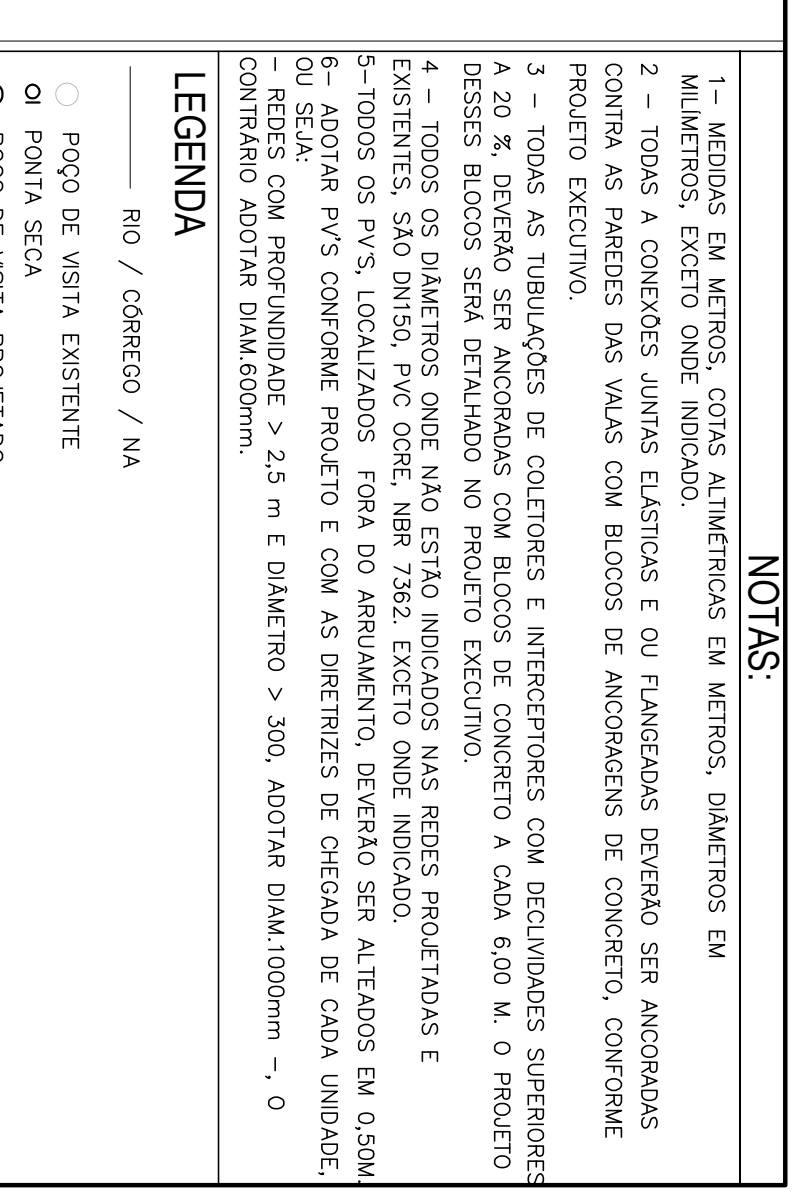 NOTAS:
1- MEDIDAS EM METROS, COTAS ALTIMÉTRICAS EM METROS, DIÂMETROS EM
MILÍMETROS, EXCETO ONDE INDICADO.
2 - TODAS A CONEXÕES JUNTAS ELÁSTICAS E OU FLANGEADAS DEVERÃO SER ANCORADAS
CONTRA AS PAREDES DAS VALAS COM BLOCOS DE ANCORAGENS DE CONCRETO, CONFORME
PROJETO EXECUTIVO.
3 - TODAS AS TUBULAÇÕES DE COLETORES E INTERCEPTORES COM DECLIVIDADES SUPERIORES
A 20 %, DEVERÃO SER ANCORADAS COM BLOCOS DE CONCRETO A CADA 6,00 M. O PROJETO
DESSES BLOCOS SERÁ DETALHADO NO PROJETO EXECUTIVO.
4 - TODOS OS DIÂMETROS ONDE NÃO ESTÃO INDICADOS NAS REDES PROJETADAS E
EXISTENTES, SÃO DN150, PVC OCRE, NBR 7362. EXCETO ONDE INDICADO.
5-TODOS OS PV'S, LOCALIZADOS FORA DO ARRUAMENTO, DEVERÃO SER ALTEADOS EM 0,50M.
6- ADOTAR PV'S CONFORME PROJETO E COM AS DIRETRIZES DE CHEGADA DE CADA UNIDADE,
OU SEJA:
- REDES COM PROFUNDIDADE > 2,5 m E DIÂMETRO > 300, ADOTAR DIAM.1000mm -, O
CONTRÁRIO ADOTAR DIAM.600mm.
LEGENDA
RIO / CÓRREGO / NA
POÇO DE VISITA EXISTENTE
PONTA SECA
POÇO DE VISITA PROJETADO